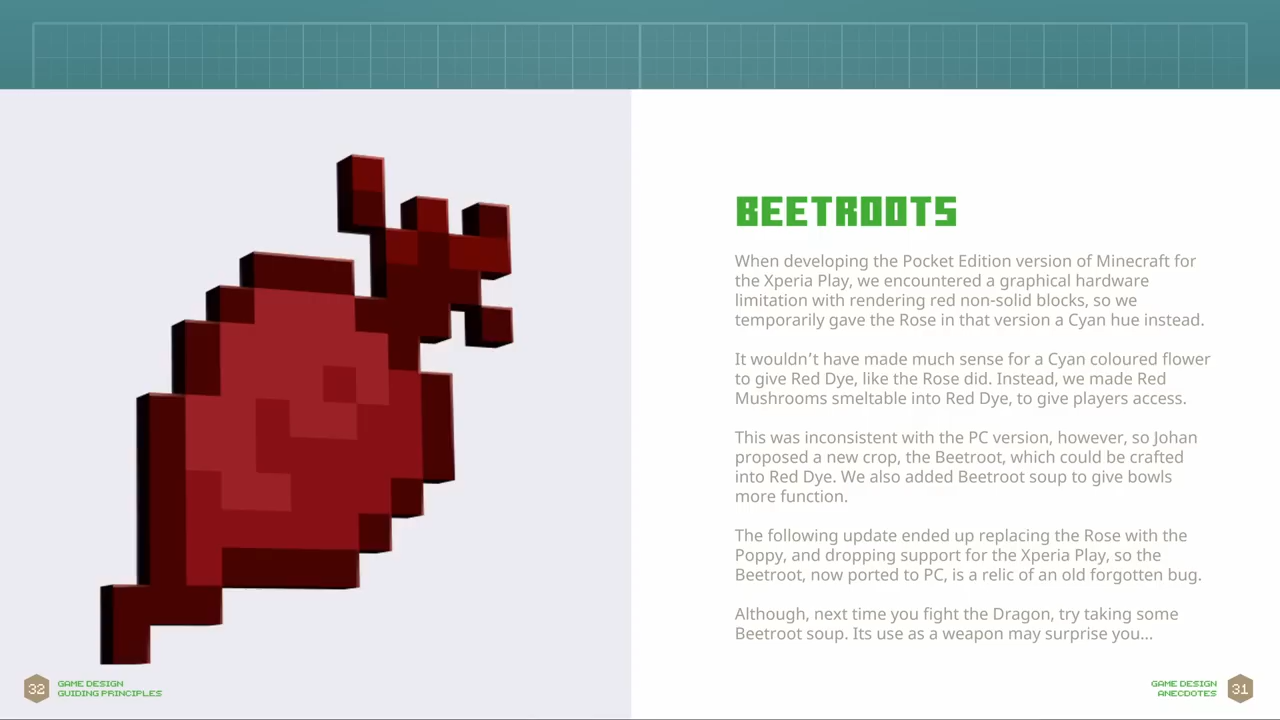 BEETROOTS
When developing the Pocket Edition version of Minecraft for
the Xperia Play, we encountered a graphical hardware
limitation with rendering red non-solid blocks, so we
temporarily gave the Rose in that version a Cyan hue instead.
It wouldn’t have made much sense for a Cyan coloured flower
to give Red Dye, like the Rose did. Instead, we made Red
Mushrooms smeltable into Red Dye, to give players access.
This was inconsistent with the PC version, however, so Johan
proposed a new crop, the Beetroot, which could be crafted
into Red Dye. We also added Beetroot soup to give bowls
more function.
The following update ended up replacing the Rose with the
Poppy, and dropping support for the Xperia Play, so the
Beetroot, now ported to PC, is a relic of an old forgotten bug.
Although, next time you fight the Dragon, try taking some
Beetroot soup. Its use as a weapon may surprise you...
32
GAME DESIGN
GUIDING PRINCIPLES
GAME DESIGN
ANECDOTES
31